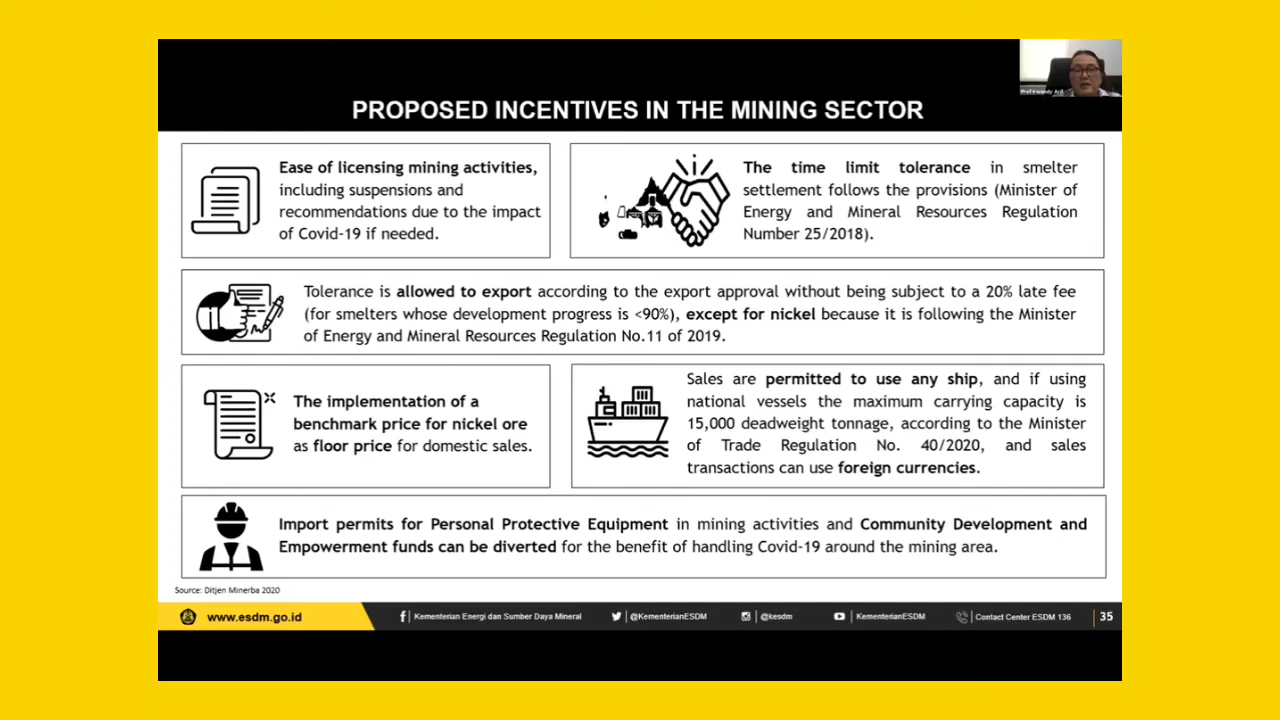 PROPOSED INCENTIVES IN THE MINING SECTOR
Prof Irwandy Arif
Ease of licensing mining activities,
including suspensions and
recommendations due to the impact
of Covid-19 if needed.
The time limit tolerance in smelter
settlement follows the provisions (Minister of
Energy and Mineral Resources Regulation
Number 25/2018).
Tolerance is allowed to export according to the export approval without being subject to a 20% late fee
(for smelters whose development progress is <90%), except for nickel because it is following the Minister
of Energy and Mineral Resources Regulation No.11 of 2019.
The implementation of a
benchmark price for nickel ore
as floor price for domestic sales.
Sales are permitted to use any ship, and if using
national vessels the maximum carrying capacity is
15,000 deadweight tonnage, according to the Minister
of Trade Regulation No. 40/2020, and sales
transactions can use foreign currencies.
Import permits for Personal Protective Equipment in mining activities and Community Development and
Empowerment funds can be diverted for the benefit of handling Covid-19 around the mining area.
Source: Ditjen Minerba 2020
www.esdm.go.id
Kementerian Energi dan Sumber Daya Mineral
@KementerianESDM
@kesdm
KementerianESDM
Contact Center ESDM 136
35